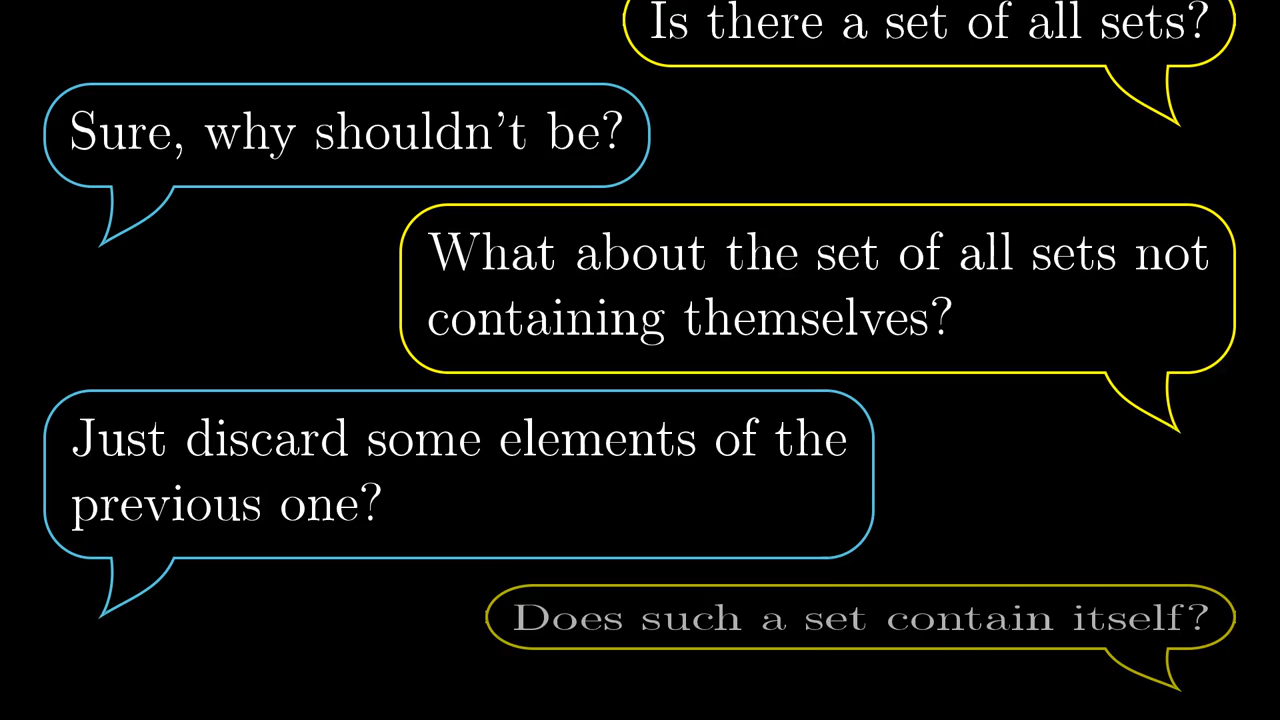 Is there a set of all sets?
Sure, why shouldn't be?
What about the set of all sets not
containing themselves?
Just discard some elements of the
previous one?
Does such a set contain itself?